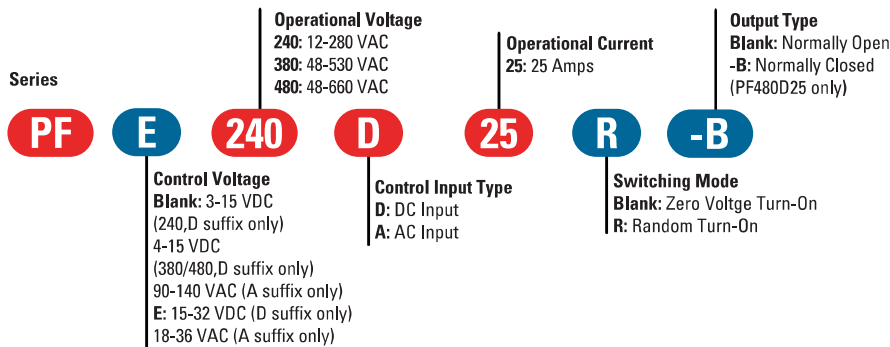 Operational Voltage
240: 12-280 VAC
380: 48-530 VAC
480: 48-660 VAC
Operational Current
25: 25 Amps
Output Type
Blank: Normally Open
-B: Normally Closed
(PF480D25 only)
Series
PF E 240 D 25 R -B
Control Voltage
Blank: 3-15 VDC
(240,D suffix only)
4-15 VDC
(380/480,D suffix only)
90-140 VAC (A suffix only)
E: 15-32 VDC (D suffix only)
18-36 VAC (A suffix only)
Control Input Type
D: DC Input
A: AC Input
Switching Mode
Blank: Zero Voltge Turn-On
R: Random Turn-On